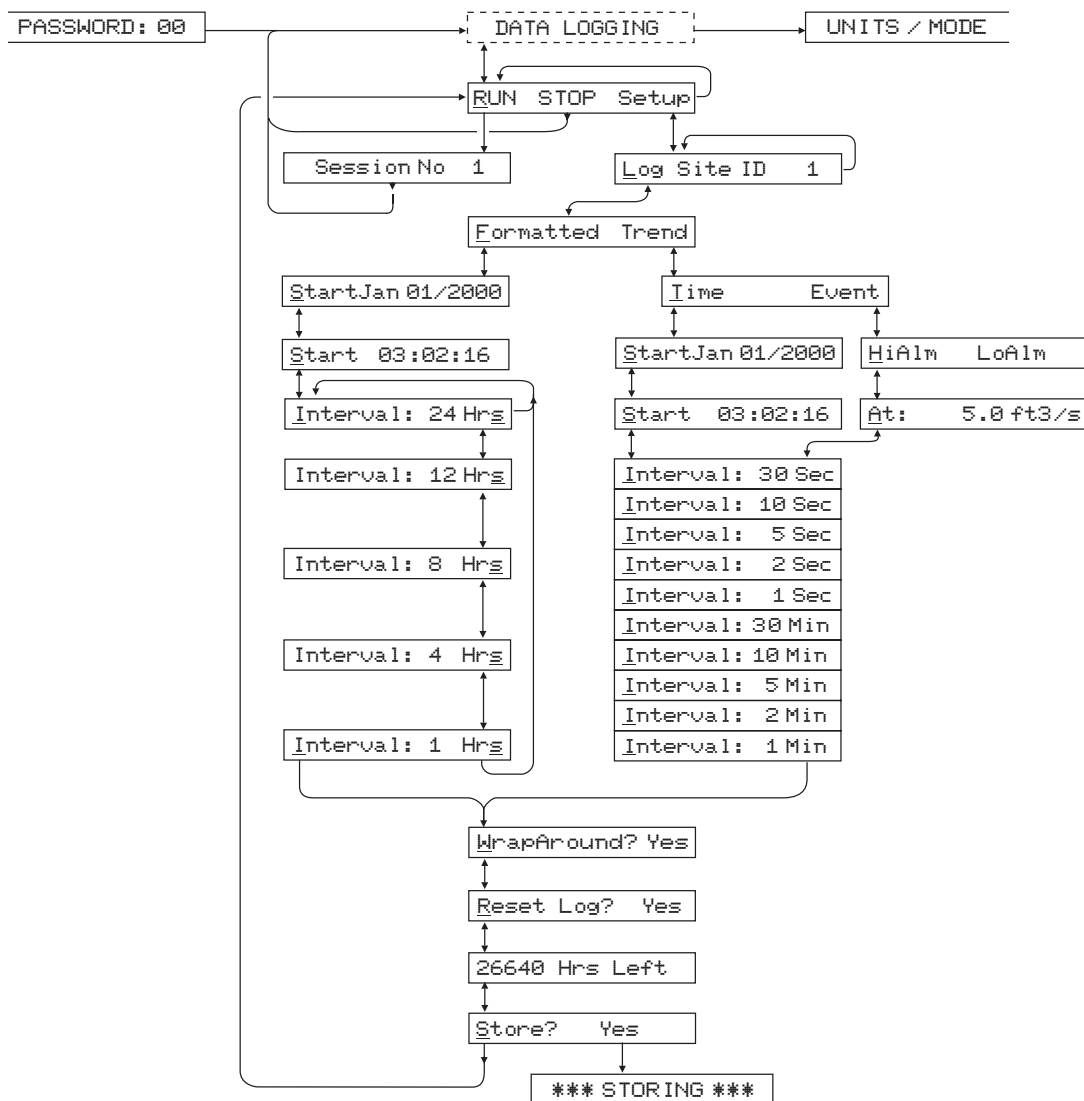 PASSWORD: 00
DATA LOGGING
UNITS / MODE
RUN STOP Setup
Session No 1
Log Site ID 1
Formatted Trend
StartJan 01/2000
Time Event
Start 03:02:16
StartJan 01/2000
HiAlm LoAlm
Interval: 24 Hrs
Start 03:02:16
At: 5.0 ft3/s
Interval: 12 Hrs
Interval: 30 Sec
Interval: 10 Sec
Interval: 5 Sec
Interval: 8 Hrs
Interval: 2 Sec
Interval: 1 Sec
Interval: 30 Min
Interval: 4 Hrs
Interval: 10 Min
Interval: 5 Min
Interval: 2 Min
Interval: 1 Hrs
Interval: 1 Min
WrapAround? Yes
Reset Log? Yes
26640 Hrs Left
Store? Yes
*** STORING ***